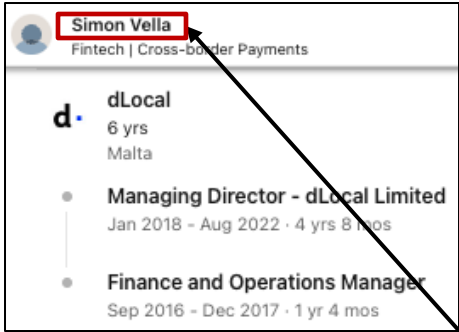 Simon Vella
Fintech | Cross-border Payments
d·
dLocal
6 yrs
Malta
Managing Director - dLocal Limited
Jan 2018 - Aug 2022 · 4 yrs 8 mos
Finance and Operations Manager
Sep 2016 - Dec 2017 · 1 yr 4 mos